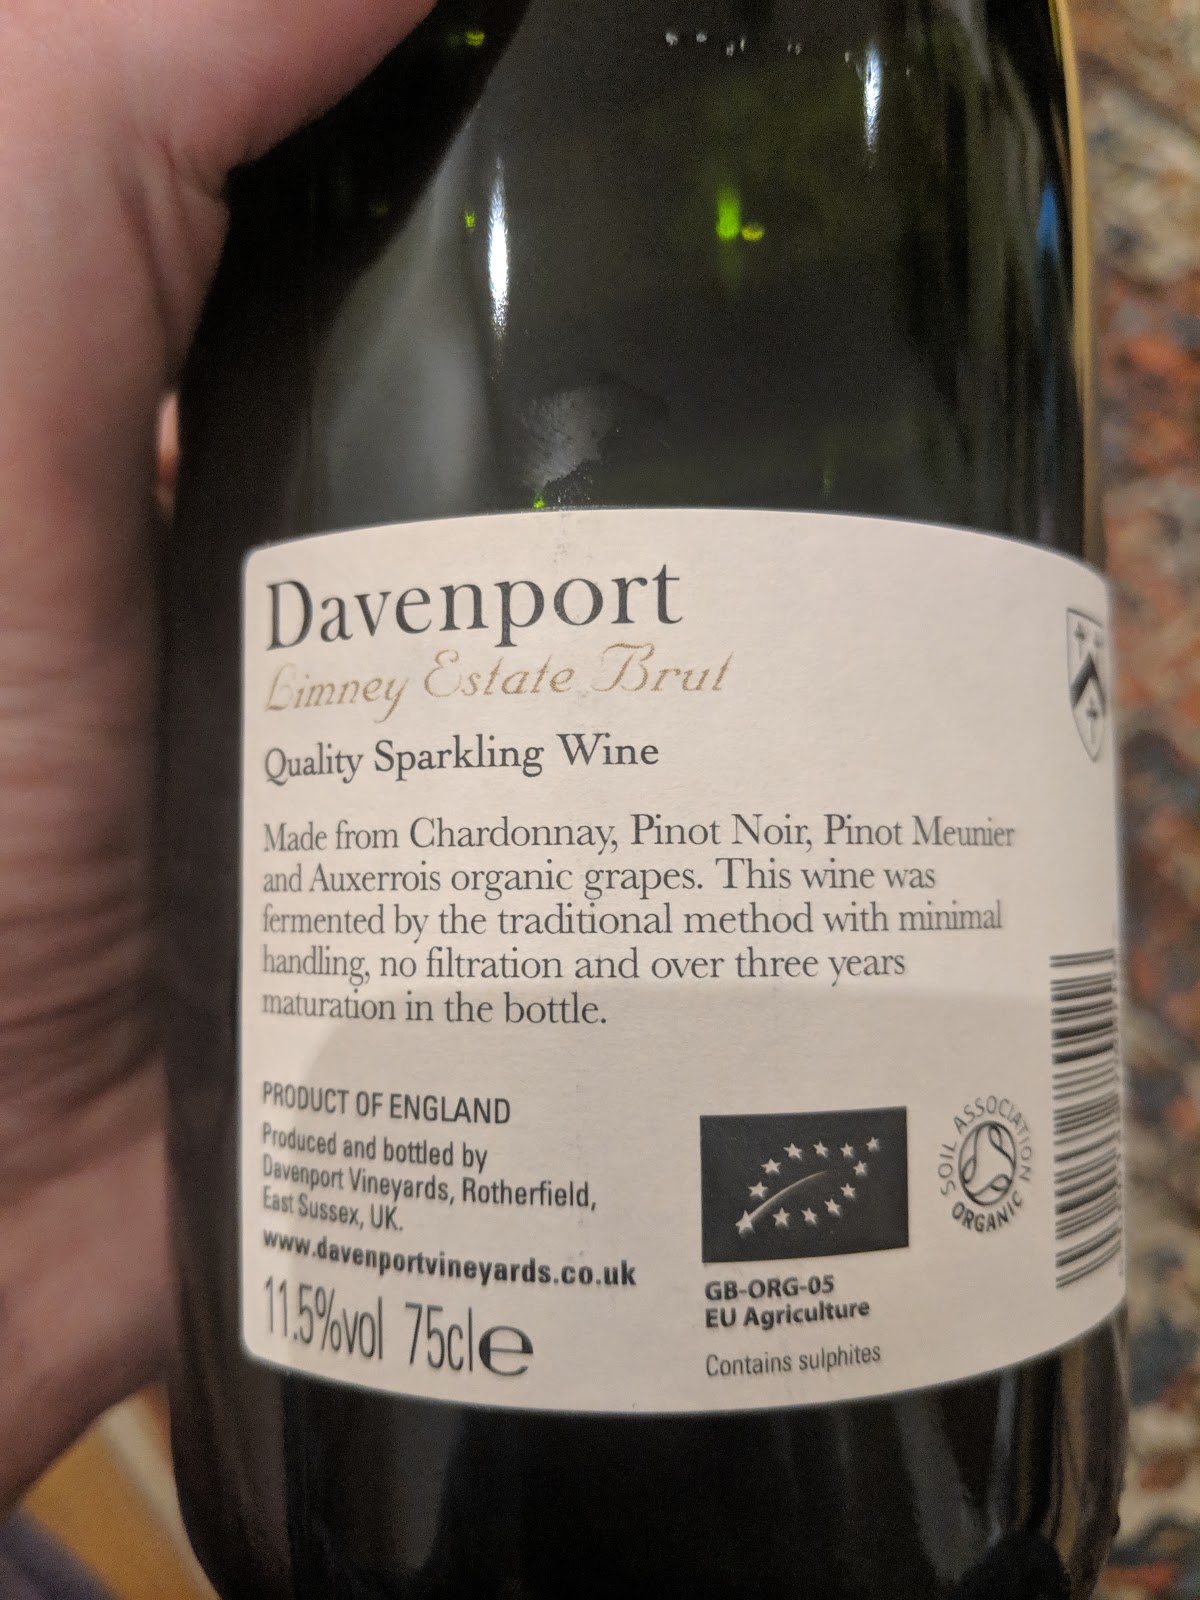 Davenport
Limney Estate Brut
Quality Sparkling Wine
Made from Chardonnay, Pinot Noir, Pinot Meunier
and Auxerrois organic grapes. This wine was
fermented by the traditional method with minimal
handling, no filtration and over three years
maturation in the bottle.
PRODUCT OF ENGLAND
Produced and bottled by
Davenport Vineyards, Rotherfield,
East Sussex, UK.
www.davenportvineyards.co.uk
11.5%vol 75cl e
GB-ORG-05
EU Agriculture
Contains sulphites
SOIL ASSOCIATION
ORGANIC